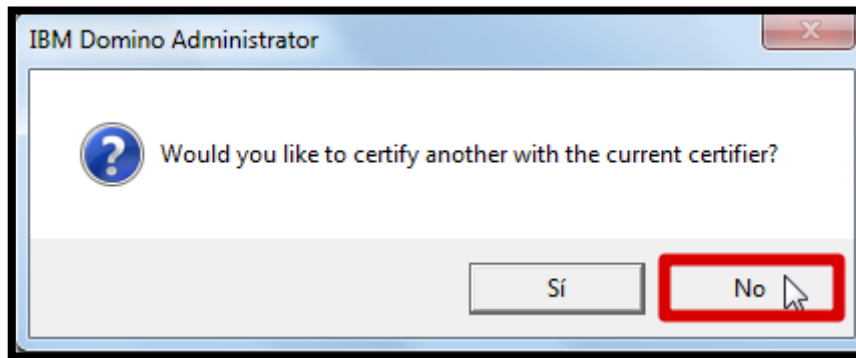 IBM Domino Administrator
Would you like to certify another with the current certifier?
Sí
No